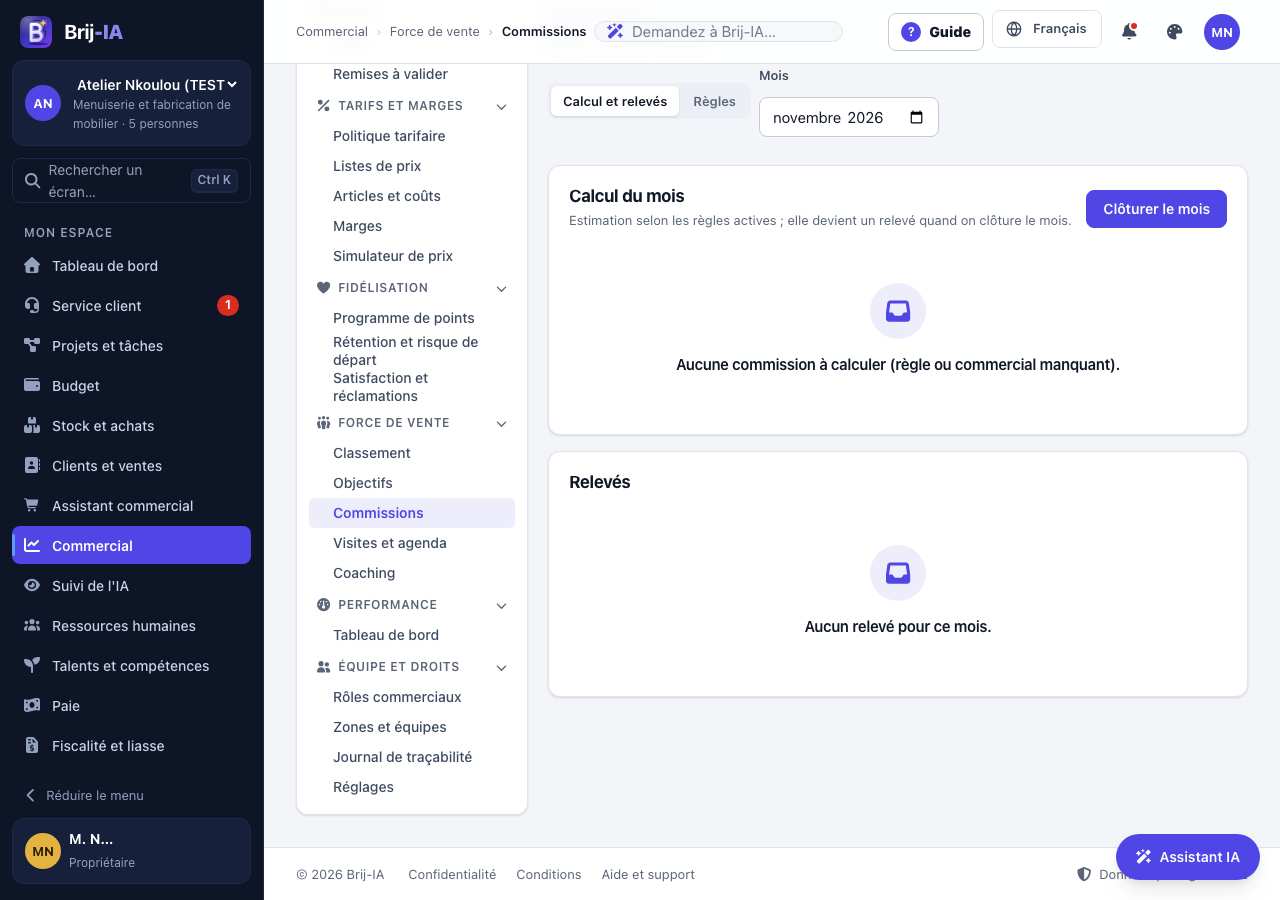 Brij-IA
Atelier Nkoulou (TEST
Menuiserie et fabrication de
mobilier · 5 personnes
AN
Rechercher un
écran...
Ctrl K
MON ESPACE
Tableau de bord
Service client
1
Projets et tâches
Budget
Stock et achats
Clients et ventes
Assistant commercial
Commercial
Suivi de l'IA
Ressources humaines
Talents et compétences
Paie
Fiscalité et liasse
Réduire le menu
MN
M. N...
Propriétaire
Commercial › Force de vente › Commissions
Demandez à Brij-IA...
? Guide
Français
MN
Remises à valider
TARIFS ET MARGES
Politique tarifaire
Listes de prix
Articles et coûts
Marges
Simulateur de prix
FIDÉLISATION
Programme de points
Rétention et risque de
départ
Satisfaction et
réclamations
FORCE DE VENTE
Classement
Objectifs
Commissions
Visites et agenda
Coaching
PERFORMANCE
Tableau de bord
ÉQUIPE ET DROITS
Rôles commerciaux
Zones et équipes
Journal de traçabilité
Réglages
Calcul et relevés
Règles
Mois
novembre 2026
Calcul du mois
Estimation selon les règles actives ; elle devient un relevé quand on clôture le mois.
Clôturer le mois
Aucune commission à calculer (règle ou commercial manquant).
Relevés
Aucun relevé pour ce mois.
© 2026 Brij-IA
Confidentialité
Conditions
Aide et support
Assistant IA